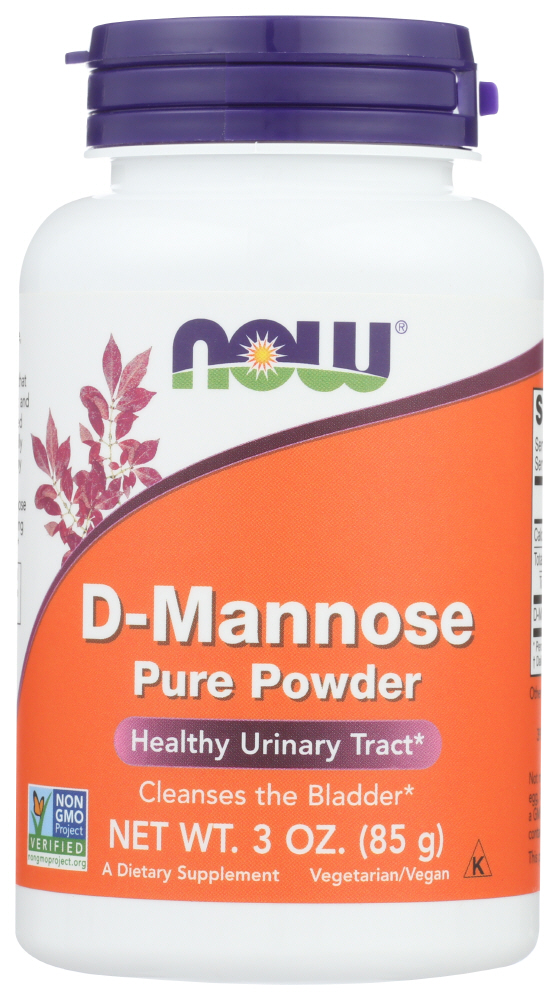 now®
D-Mannose
Pure Powder
Healthy Urinary Tract*
Cleanses the Bladder*
NET WT. 3 OZ. (85 g)
A Dietary Supplement Vegetarian/Vegan
K
NON
GMO
Project
VERIFIED
nongmoproject.org